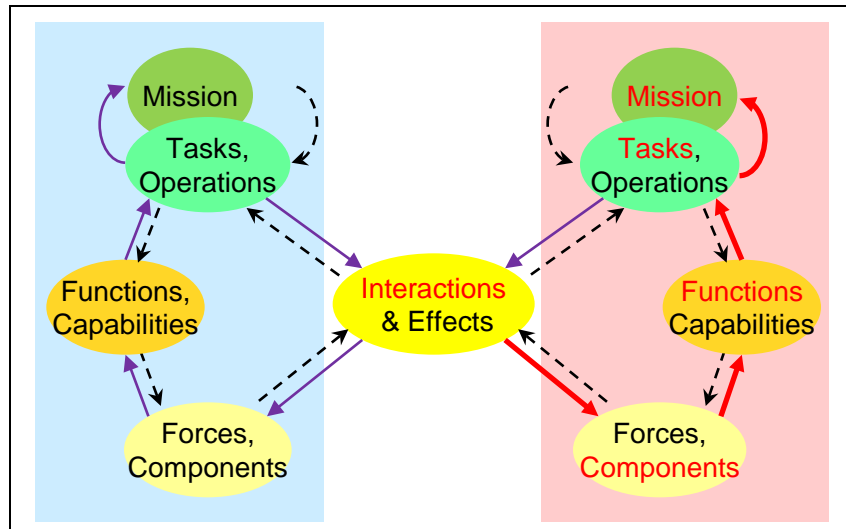 Mission
Tasks,
Operations
Functions,
Capabilities
Forces,
Components
Interactions
& Effects
Mission
Tasks,
Operations
Functions
Capabilities
Forces,
Components